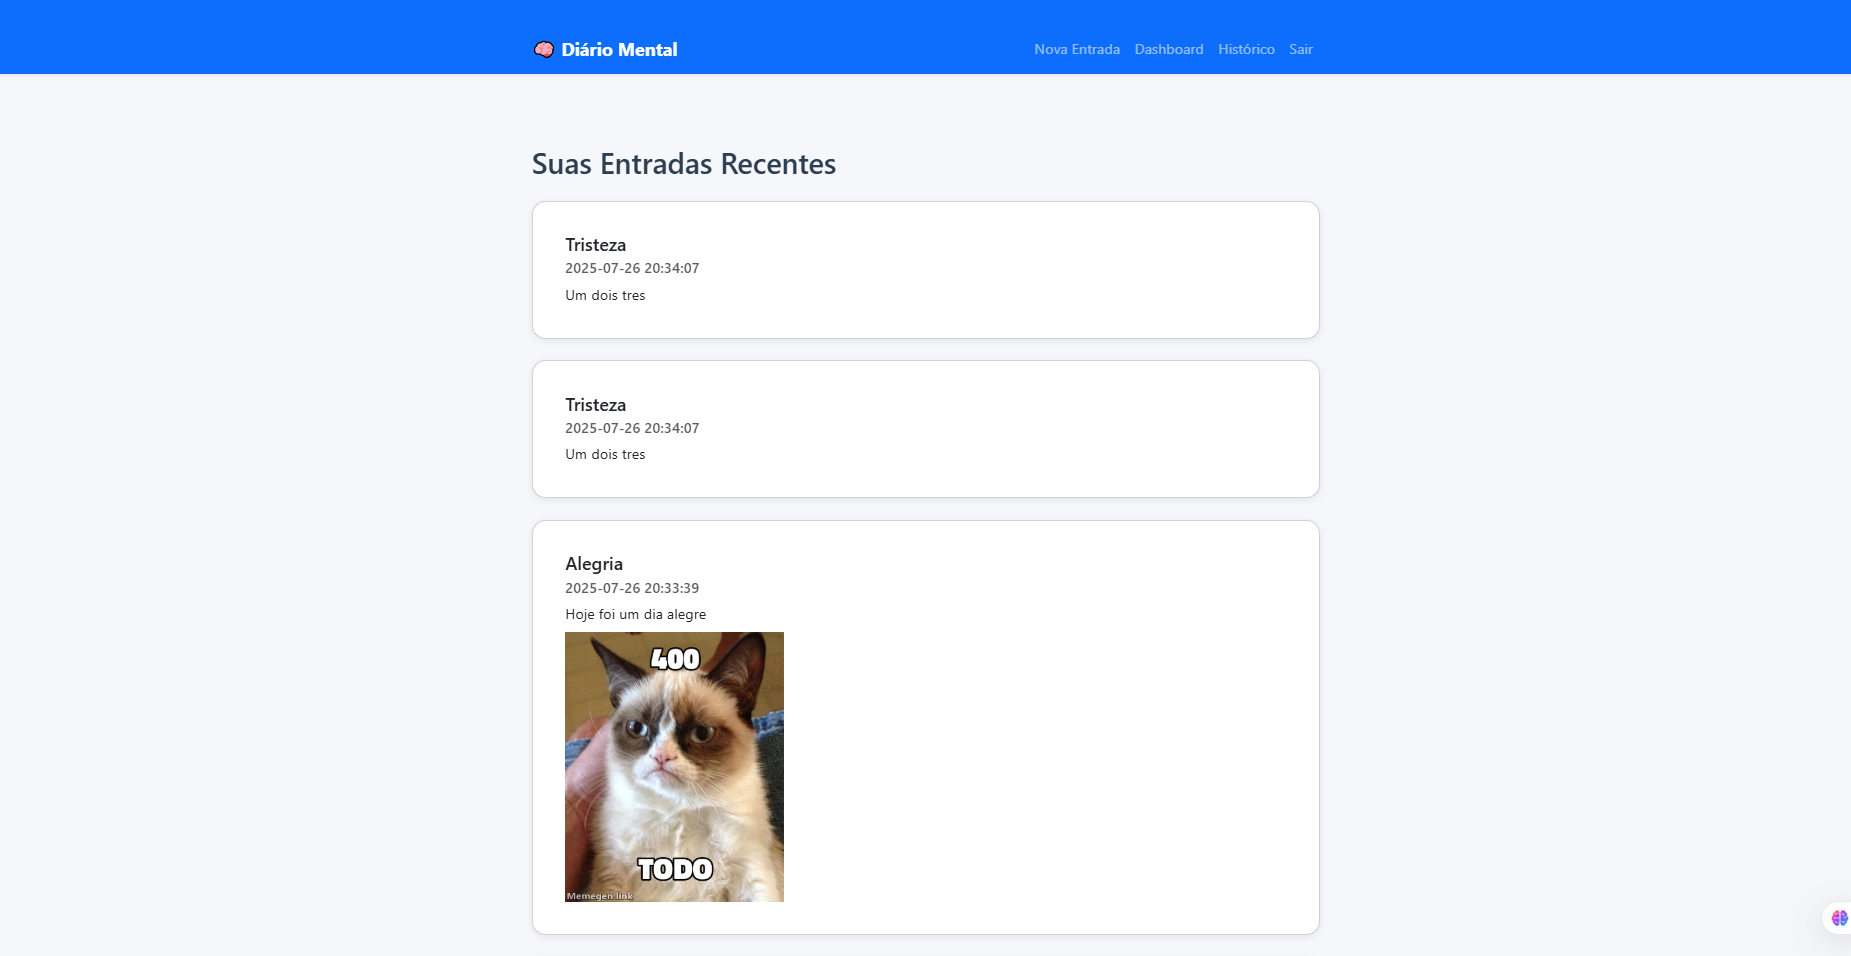 Diário Mental
Nova Entrada Dashboard Histórico Sair
Suas Entradas Recentes
Tristeza
2025-07-26 20:34:07
Um dois tres
Tristeza
2025-07-26 20:34:07
Um dois tres
Alegria
2025-07-26 20:33:39
Hoje foi um dia alegre
400
TODO
Memegen.link